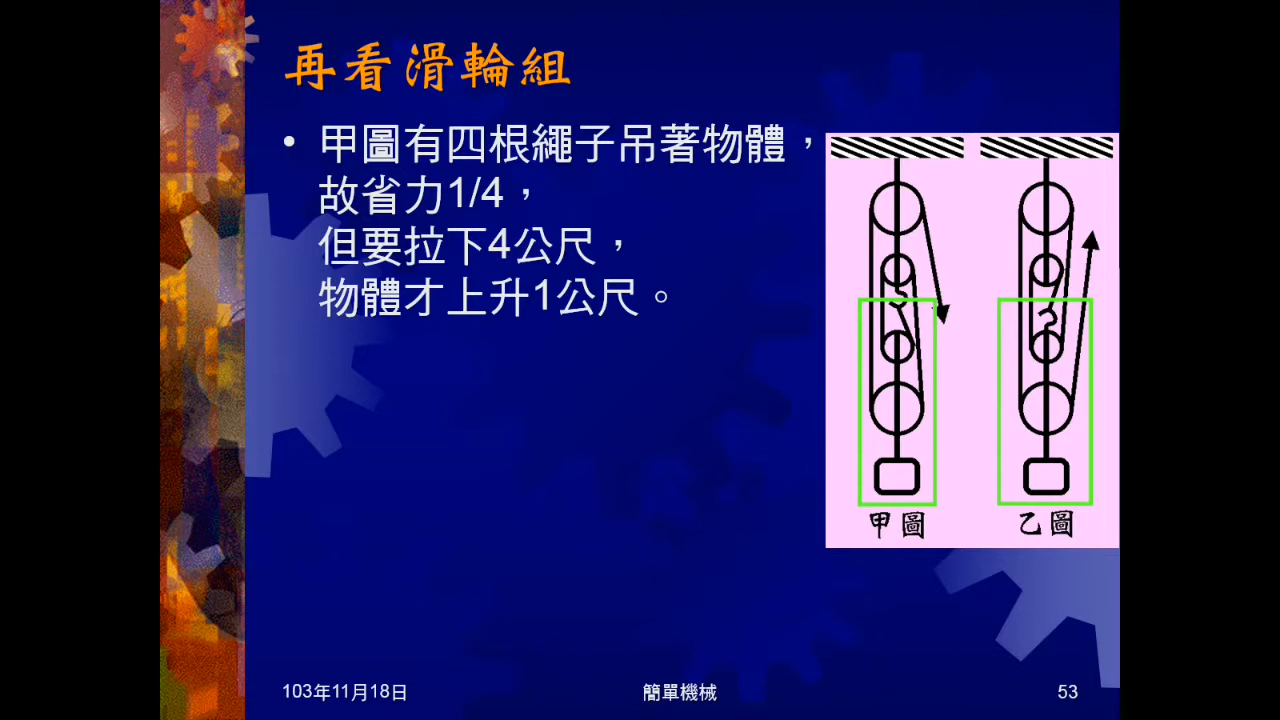 再看滑輪組
• 甲圖有四根繩子吊著物體，
故省力1/4，
但要拉下4公尺，
物體才上升1公尺。
甲圖
乙圖
103年11月18日
簡單機械
53